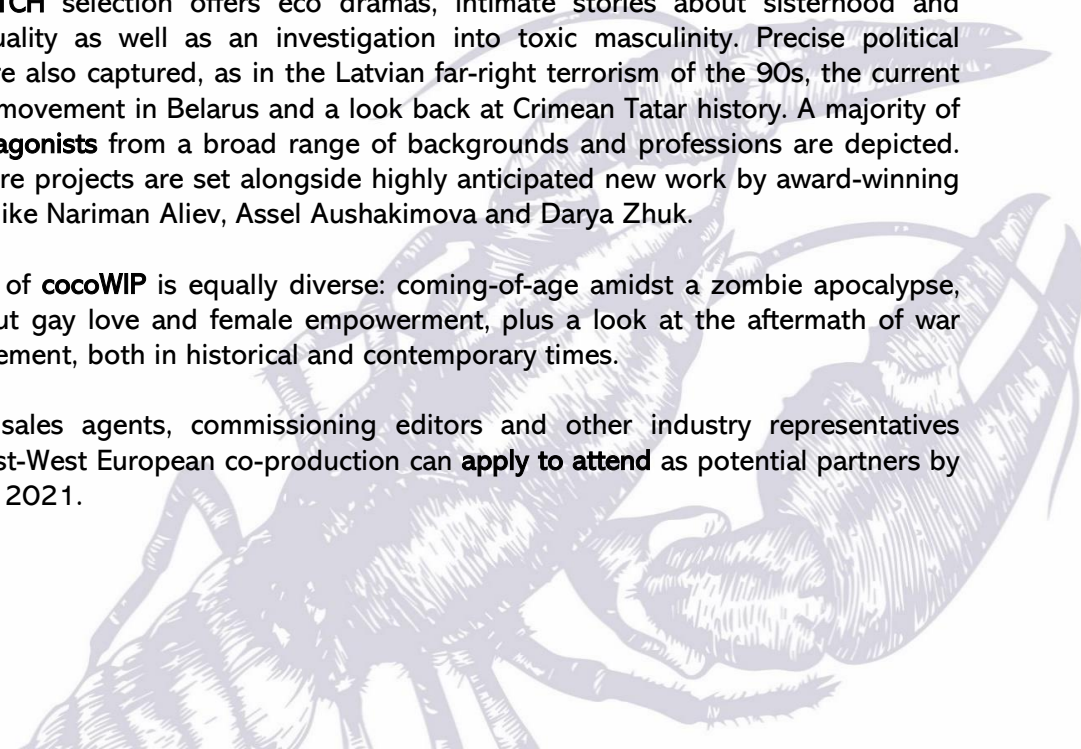 TCH selection offers eco dramas, intimate stories about sisterhood and
uality as well as an investigation into toxic masculinity. Precise political
e also captured, as in the Latvian far-right terrorism of the 90s, the current
movement in Belarus and a look back at Crimean Tatar history. A majority of
agonists from a broad range of backgrounds and professions are depicted.
re projects are set alongside highly anticipated new work by award-winning
ike Nariman Aliev, Assel Aushakimova and Darya Zhuk.
of cocoWIP is equally diverse: coming-of-age amidst a zombie apocalypse,
ut gay love and female empowerment, plus a look at the aftermath of war
ement, both in historical and contemporary times.
sales agents, commissioning editors and other industry representatives
st-West European co-production can apply to attend as potential partners by
2021.